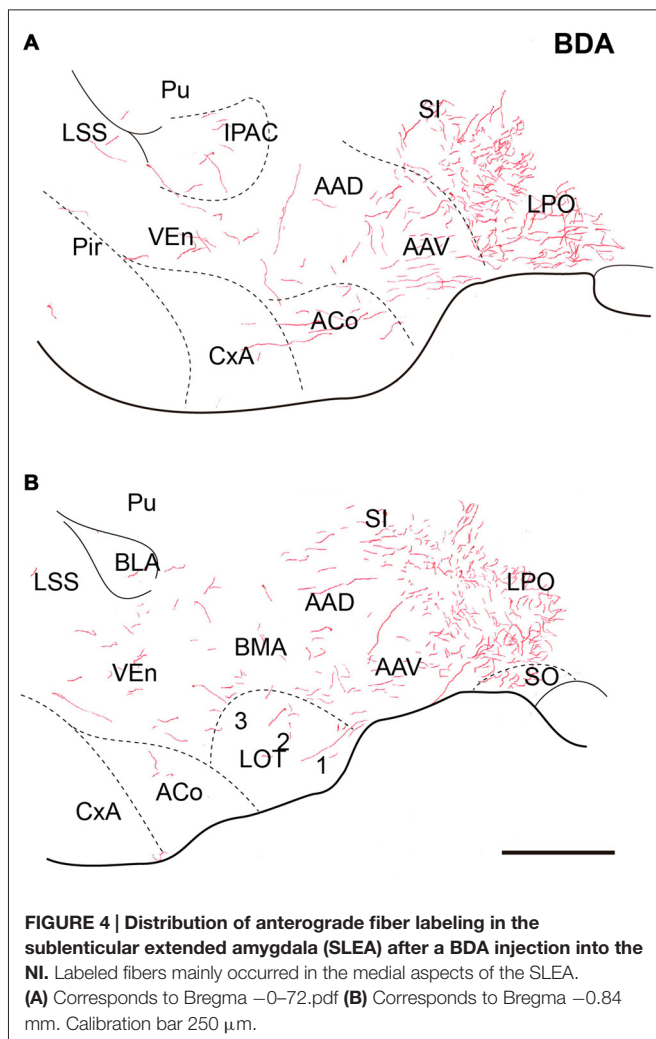 A
BDA
Pu
SI
LSS
IPAC
AAD
LPO
VEn
Pir
AAV
ACo
CxA
B
Pu
SI
BLA
LSS
LPO
AAD
BMA
VEn
AAV
SO
3
2
LOT
1
ACo
CxA
FIGURE 4 | Distribution of anterograde fiber labeling in the
sublenticular extended amygdala (SLEA) after a BDA injection into the
NI. Labeled fibers mainly occurred in the medial aspects of the SLEA.
(A) Corresponds to Bregma −0–72.pdf (B) Corresponds to Bregma −0.84
mm. Calibration bar 250 μm.